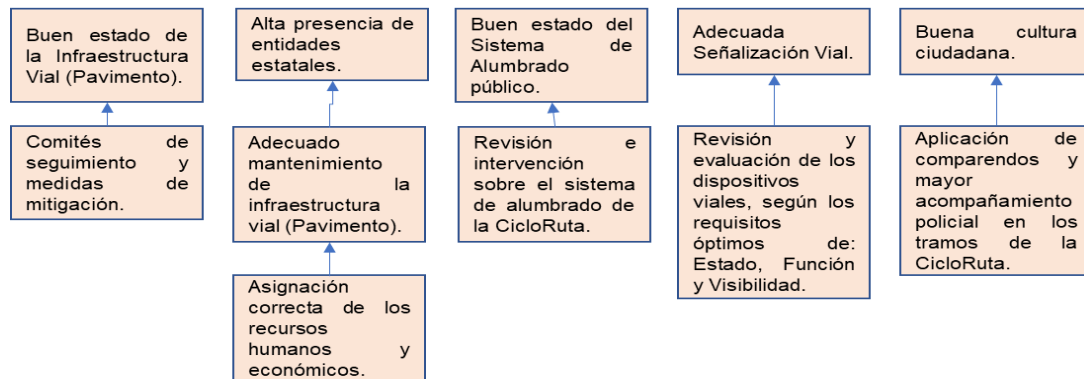 Buen estado de
la Infraestructura
Vial (Pavimento).
Alta presencia de
entidades
estatales.
Buen estado del
Sistema de
Alumbrado
público.
Adecuada
Señalización Vial.
Buena cultura
ciudadana.
Comités de
seguimiento y
medidas de
mitigación.
Adecuado
mantenimiento
de la
infraestructura
vial (Pavimento).
Revisión e
intervención
sobre el sistema
de alumbrado de
la CicloRuta.
Revisión y
evaluación de los
dispositivos
viales, según los
requisitos
óptimos de:
Estado, Función
y Visibilidad.
Aplicación de
comparendos y
mayor
acompañamiento
policial en los
tramos de la
CicloRuta.
Asignación
correcta de los
recursos
humanos y
económicos.